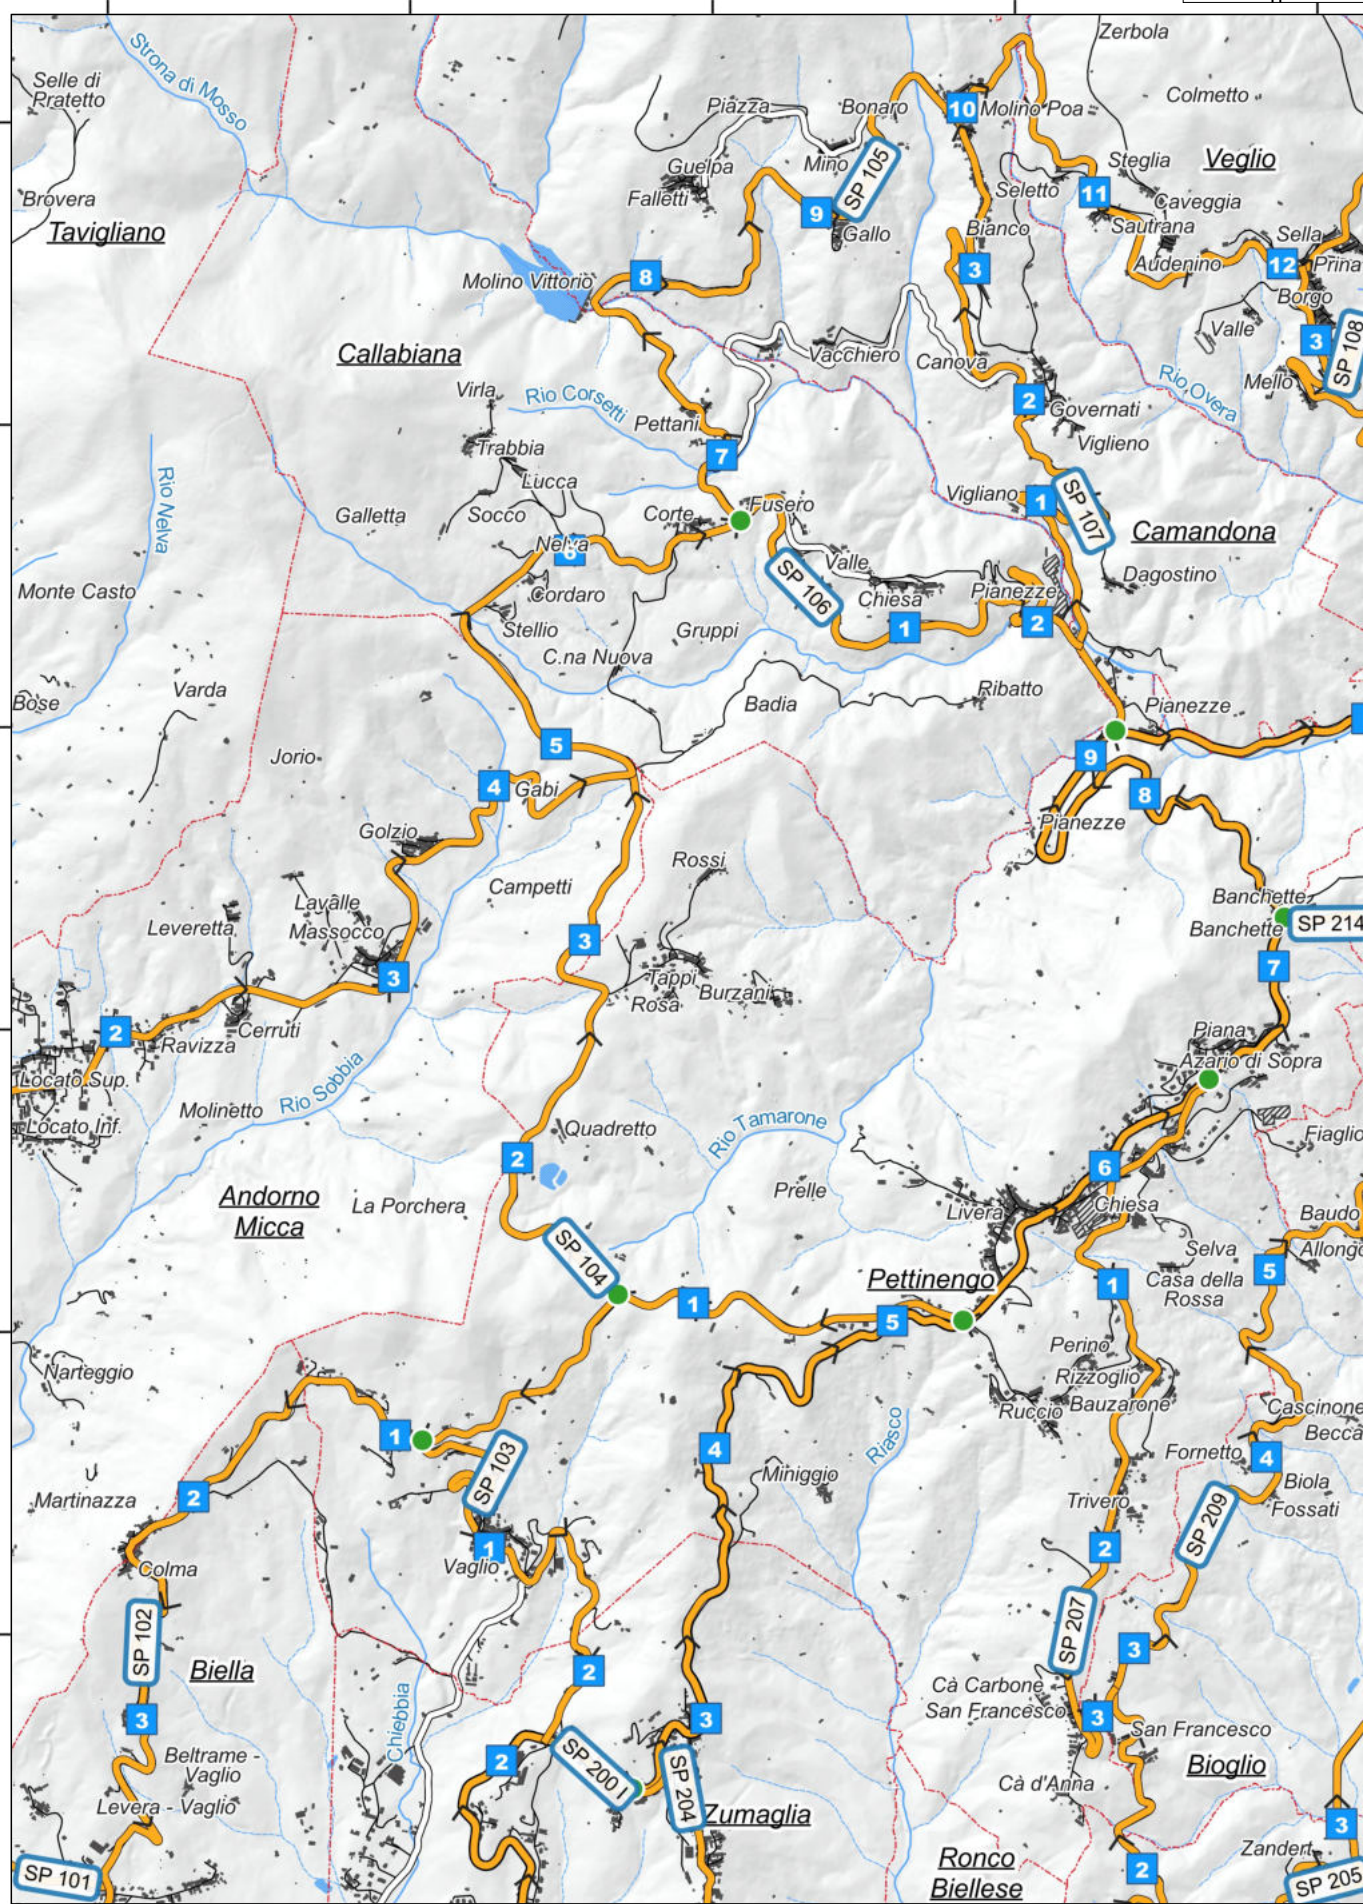 Zerbola
Strona di Mosso
Selle di
Pratetto
Colmetto
Piazza
Bonaro
10
Molino Poa
Guelpa
Mino
SP 105
Steglia
Veglio
Brovera
Falletti
Seletto
11
Caveggia
Tavigliano
9
Gallo
Bianco
Sautrana
Sella
Molino Vittorio
8
3
Audenino
12
Prina
Borgo
Callabiana
Vacchiero
Canova
Valle
3
SP 108
Virla
Rio Corsetti
2
Rio Overa
Mello
Pettani
Governati
Trabbia
7
Viglieno
Rio Nelva
Lucca
Vigliano
1
SP 107
Galletta
Socco
Corte
Fusero
Camandona
Nelva
6
Monte Casto
Cordaro
SP 106
Valle
Dagostino
Chiesa
Pianezze
Stellio
Gruppi
1
2
C.na Nuova
Bose
Varda
Badia
Ribatto
Pianezze
Jorio
5
9
4
Gabi
8
Golzio
Pianezze
Rossi
Campetti
Lavalle
Banchette
Leveretta
Massocco
Banchette
SP 214
3
3
7
Tappi
Rosa
Burzani
2
Ravizza
Cerruti
Piana
Locato Sup.
Azario di Sopra
Molinetto
Rio Sobbia
Locato Inf.
Quadretto
Rio Tamarone
Fiaglio
2
6
Andorno
Micca
La Porchera
Prelle
Livera
Chiesa
Baudo
SP 104
Selva
Allongo
Pettinengo
1
Casa della
Rossa
5
1
5
Narteggio
Perino
Rizzoglio
Ruccio
Bauzarone
Cascinone
Becca
1
SP 103
4
Riasco
Fornetto
4
Martinazza
2
Miniggio
Biola
Trivero
Fossati
1
SP 209
Colma
Vaglio
2
SP 102
SP 207
Biella
2
3
Cà Carbone
San Francesco
3
Chiebbia
3
3
San Francesco
Beltrame -
Vaglio
2
SP 200 I
SP 204
Bioglio
Cà d'Anna
Levera - Vaglio
Zumaglia
3
Zandert
SP 101
Ronco
Biellese
2
SP 205